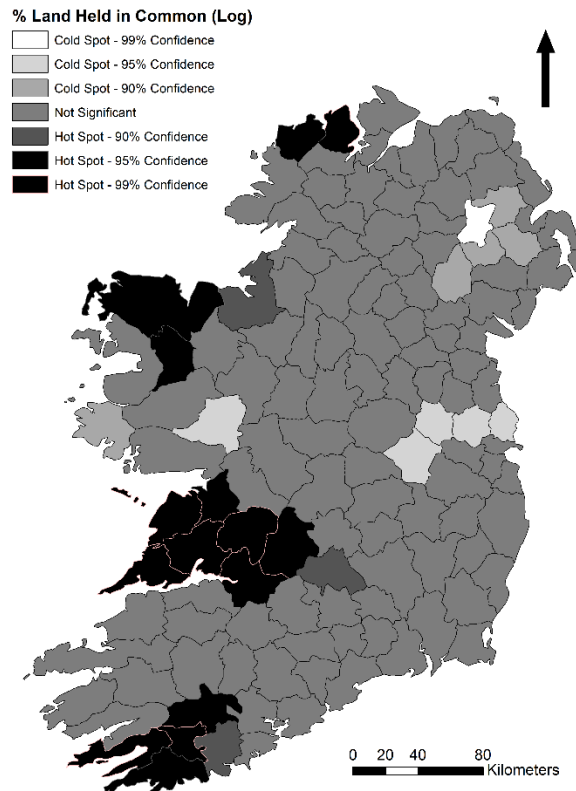 % Land Held in Common (Log)
Cold Spot - 99% Confidence
Cold Spot - 95% Confidence
Cold Spot - 90% Confidence
Not Significant
Hot Spot - 90% Confidence
Hot Spot - 95% Confidence
Hot Spot - 99% Confidence
0 20 40 80
Kilometers